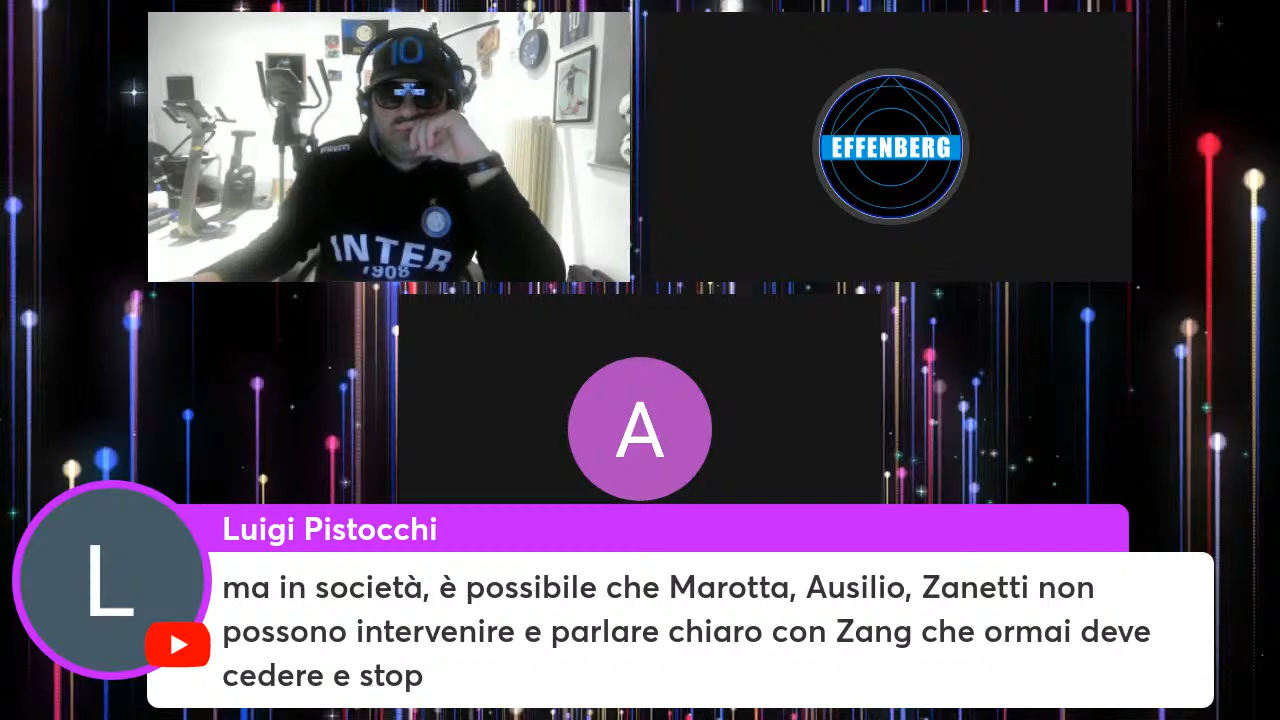 10
INTER
1908
EFFENBERG
A
L
Luigi Pistocchi
ma in società, è possibile che Marotta, Ausilio, Zanetti non
possono intervenire e parlare chiaro con Zang che ormai deve
cedere e stop